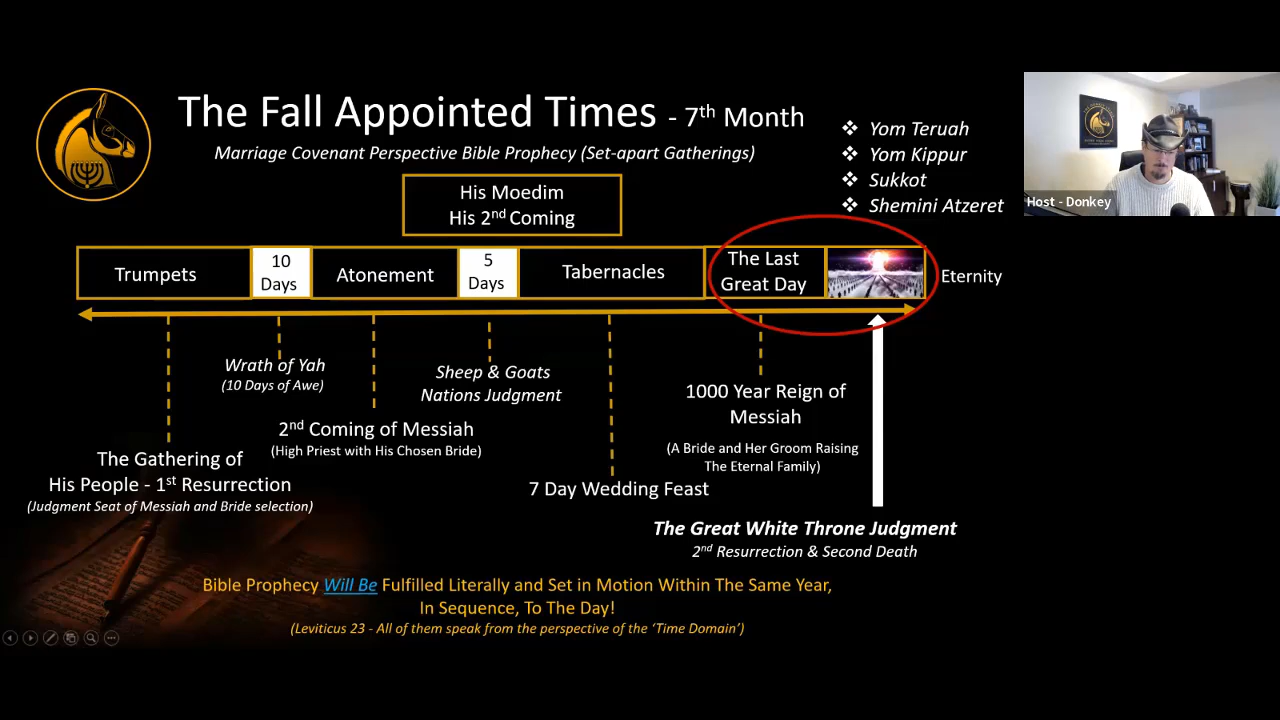 The Fall Appointed Times - 7th Month
Marriage Covenant Perspective Bible Prophecy (Set-apart Gatherings)
❖ Yom Teruah
❖ Yom Kippur
❖ Sukkot
❖ Shemini Atzeret
Host - Donkey
His Moedim
His 2nd Coming
Trumpets
10
Days
Atonement
5
Days
Tabernacles
The Last
Great Day
Eternity
Wrath of Yah
(10 Days of Awe)
Sheep & Goats
Nations Judgment
1000 Year Reign of
Messiah
(A Bride and Her Groom Raising
The Eternal Family)
2nd Coming of Messiah
(High Priest with His Chosen Bride)
The Gathering of
His People - 1st Resurrection
(Judgment Seat of Messiah and Bride selection)
7 Day Wedding Feast
The Great White Throne Judgment
2nd Resurrection & Second Death
Bible Prophecy Will Be Fulfilled Literally and Set in Motion Within The Same Year,
In Sequence, To The Day!
(Leviticus 23 - All of them speak from the perspective of the ‘Time Domain’)